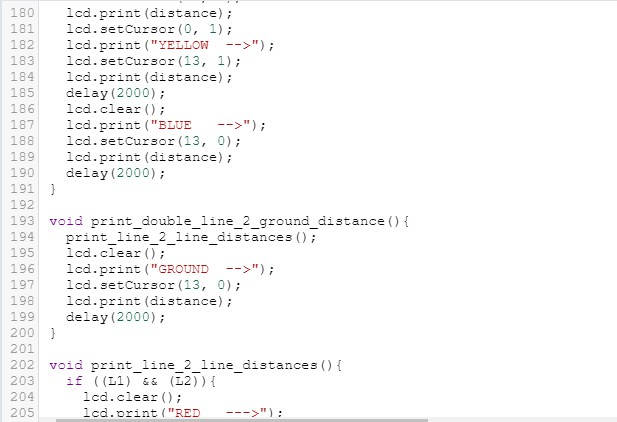 180 lcd.print(distance);
181 lcd.setCursor(0, 1);
182 lcd.print("YELLOW  -->");
183 lcd.setCursor(13, 1);
184 lcd.print(distance);
185 delay(2000);
186 lcd.clear();
187 lcd.print("BLUE   -->");
188 lcd.setCursor(13, 0);
189 lcd.print(distance);
190 delay(2000);
191 }
192
193 void print_double_line_2_ground_distance(){
194 print_line_2_line_distances();
195 lcd.clear();
196 lcd.print("GROUND  -->");
197 lcd.setCursor(13, 0);
198 lcd.print(distance);
199 delay(2000);
200 }
201
202 void print_line_2_line_distances(){
203 if ((L1) && (L2)){
204 lcd.clear();
205 lcd.print("RED   --->");